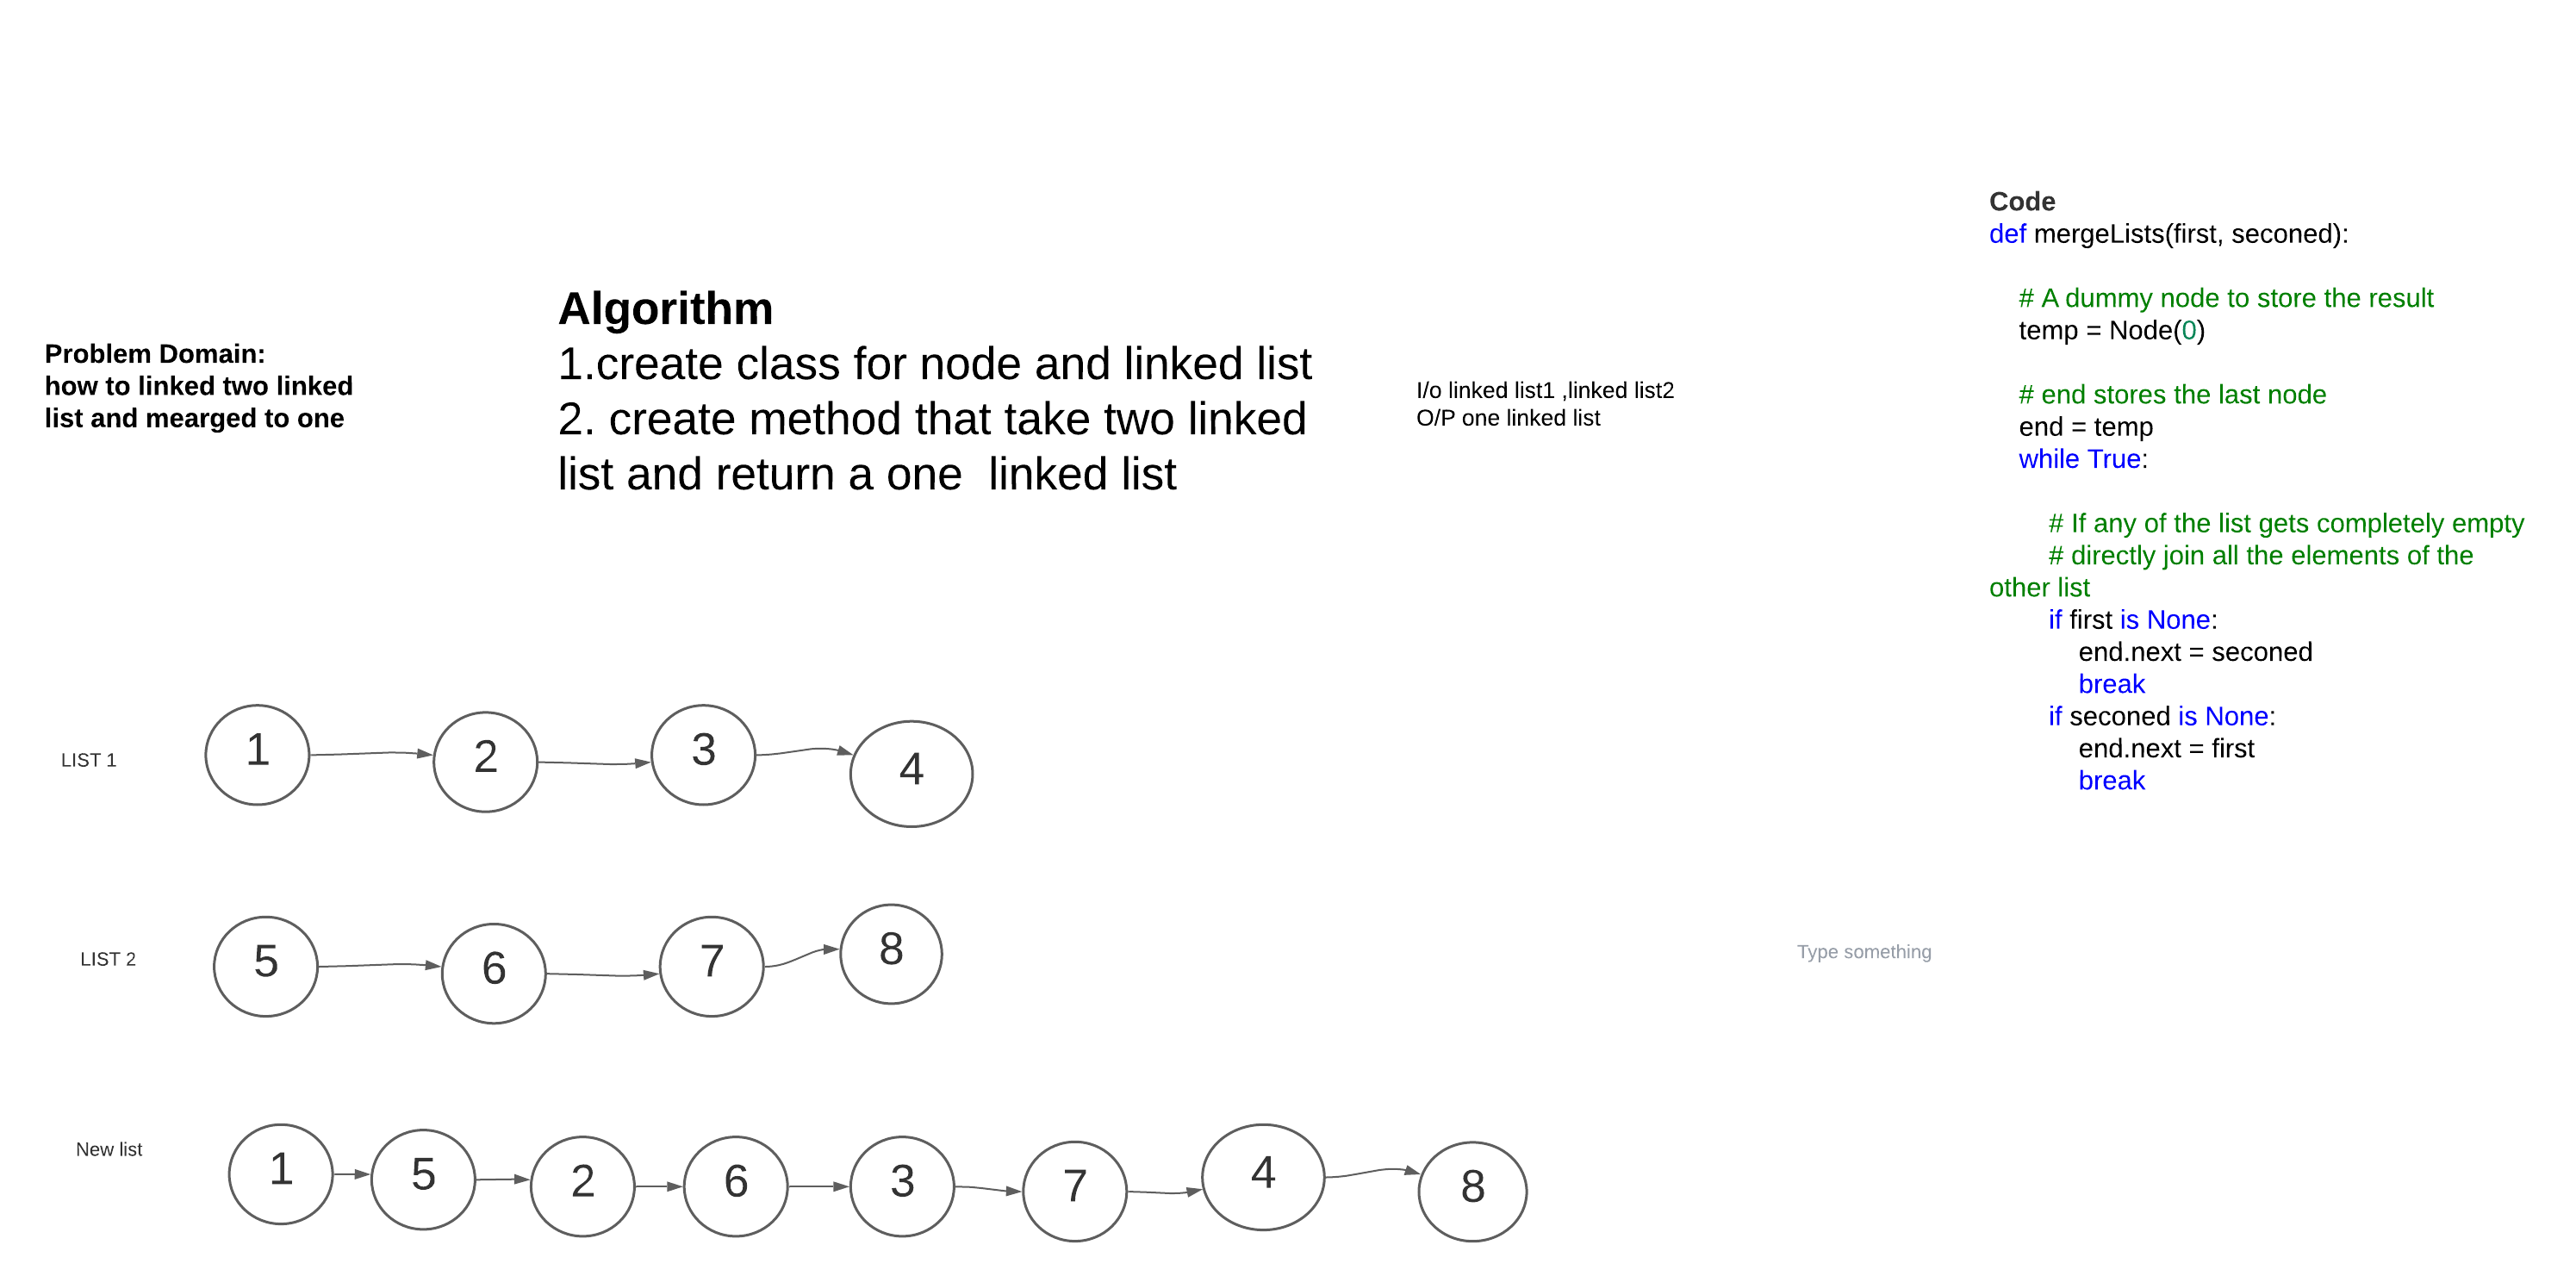 Problem Domain:
how to linked two linked
list and mearged to one
Algorithm
1.create class for node and linked list
2. create method that take two linked
list and return a one  linked list
I/o linked list1 ,linked list2
O/P one linked list
Code
def mergeLists(first, seconed):
# A dummy node to store the result
temp = Node(0)
# end stores the last node
end = temp
while True:
# If any of the list gets completely empty
# directly join all the elements of the
other list
if first is None:
end.next = seconed
break
if seconed is None:
end.next = first
break
LIST 1
1 2 3 4
LIST 2
5 6 7 8
Type something
New list
1 5 2 6 3 7 4 8